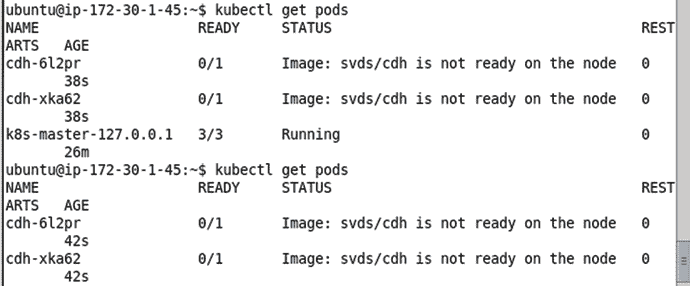 ubuntu@ip-172-30-1-45:~$ kubectl get pods
NAME                   READY     STATUS                                     REST
ARTS   AGE
cdh-6l2pr              0/1       Image: svds/cdh is not ready on the node   0
       38s
cdh-xka62              0/1       Image: svds/cdh is not ready on the node   0
       38s
k8s-master-127.0.0.1   3/3       Running                                    0
       26m
ubuntu@ip-172-30-1-45:~$ kubectl get pods
NAME                   READY     STATUS                                     REST
ARTS   AGE
cdh-6l2pr              0/1       Image: svds/cdh is not ready on the node   0
       42s
cdh-xka62              0/1       Image: svds/cdh is not ready on the node   0
       42s